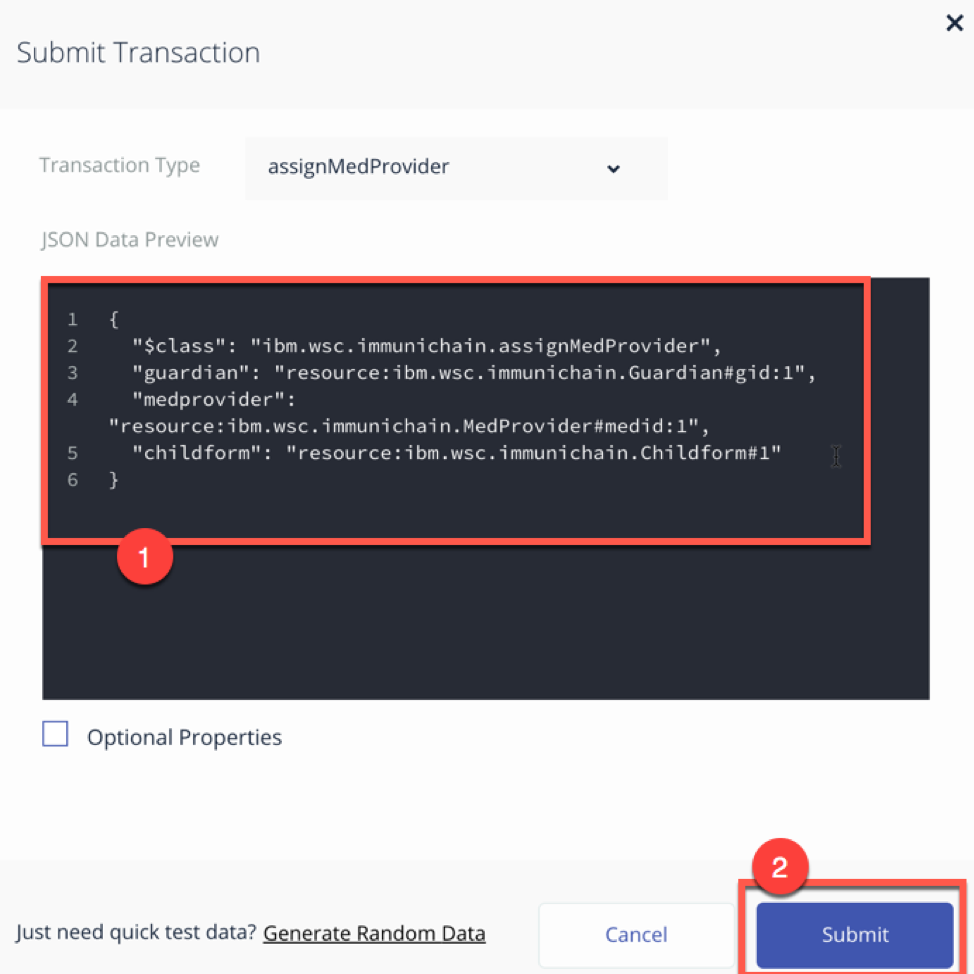 Submit Transaction
Transaction Type
assignMedProvider
JSON Data Preview
1 {
2 "$class": "ibm.wsc.immunichain.assignMedProvider",
3 "guardian": "resource:ibm.wsc.immunichain.Guardian#gid:1",
4 "medprovider":
"resource:ibm.wsc.immunichain.MedProvider#medid:1",
5 "childform": "resource:ibm.wsc.immunichain.Childform#1"
6 }
1
Optional Properties
2
Just need quick test data? Generate Random Data
Cancel
Submit